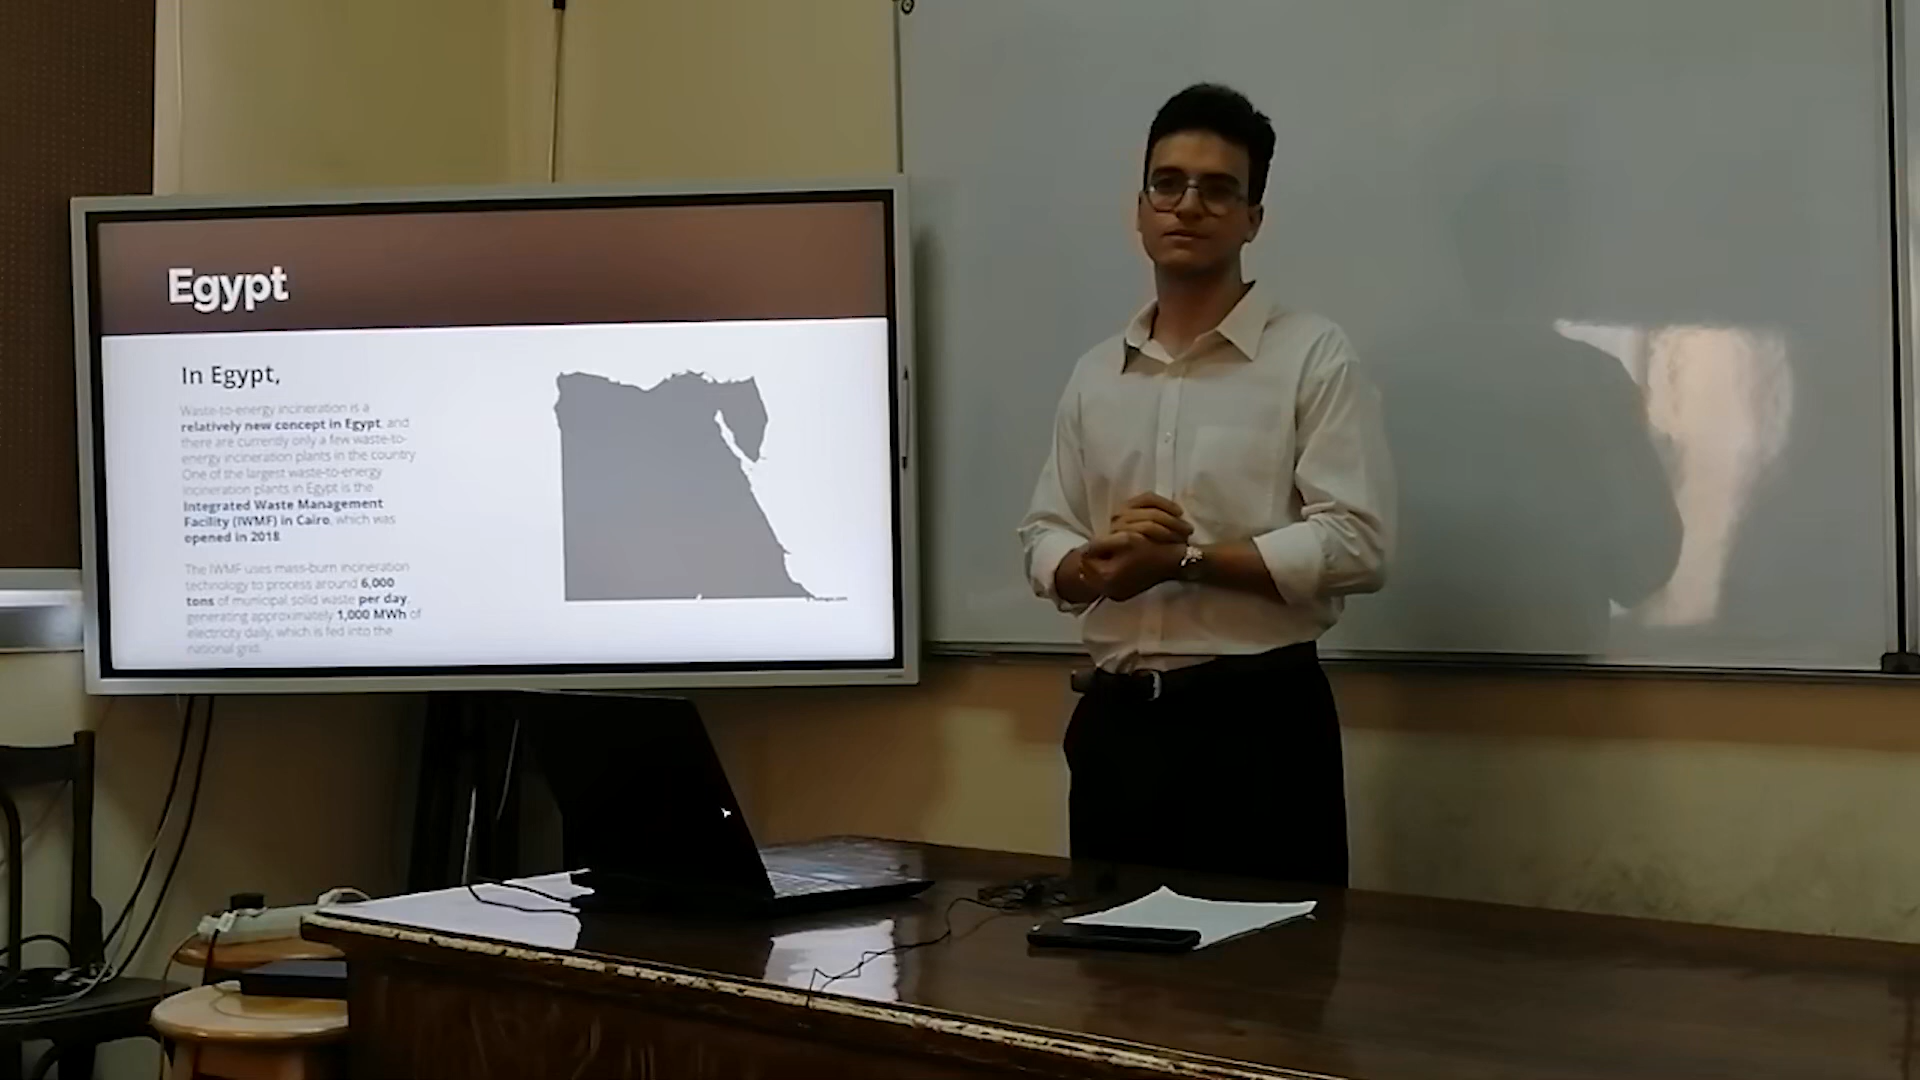 Egypt
In Egypt,
Waste-to-energy incineration is a
relatively new concept in Egypt, and
there are currently only a few waste-to-
energy incineration plants in the country
One of the largest waste-to-energy
incineration plants in Egypt is the
Integrated Waste Management
Facility (IWMF) in Cairo, which was
opened in 2018
The IWMF uses mass-burn incineration
technology to process around 6,000
tons of municipal solid waste per day,
generating approximately 1,000 MWh of
electricity daily, which is fed into the
national grid.